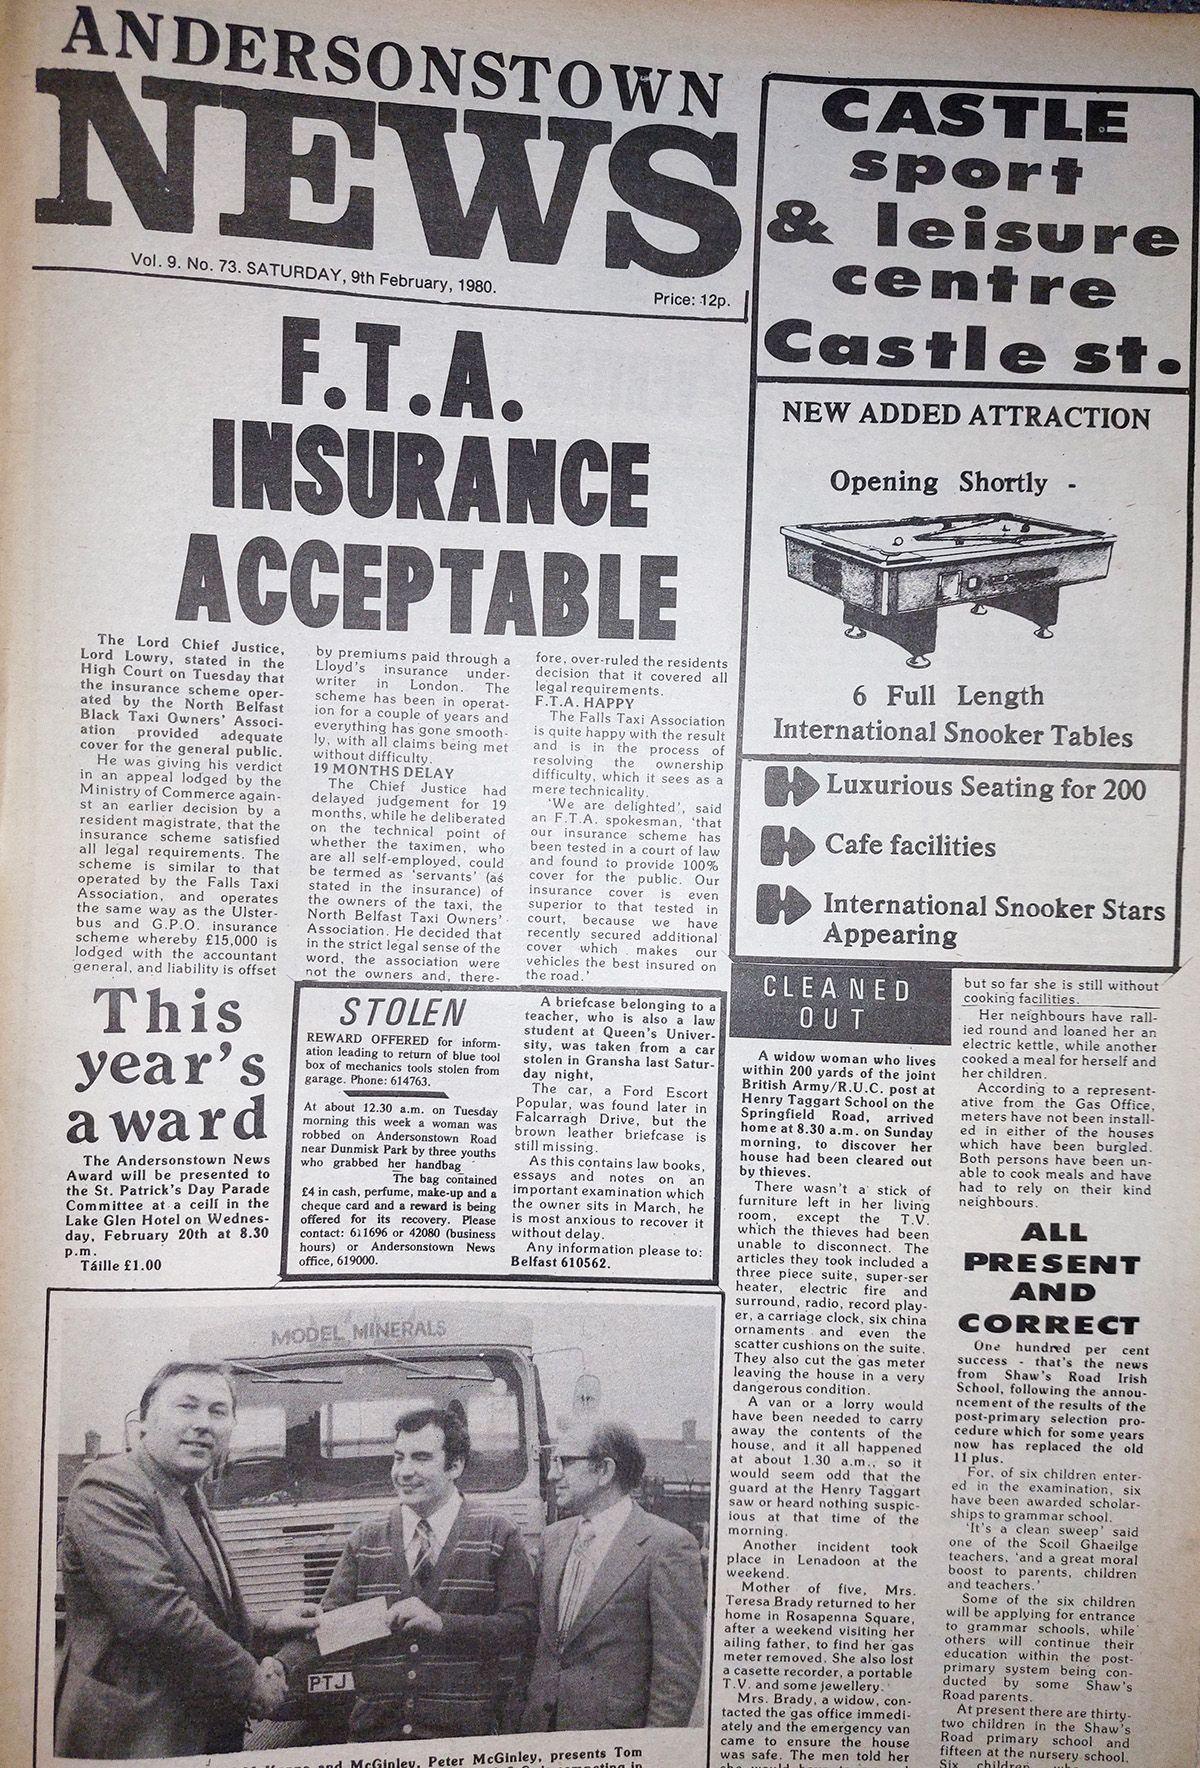 ANDERSONSTOWN
NEWS
Vol. 9. No. 73. SATURDAY, 9th February, 1980.
Price: 12p.
CASTLE
sport
& leisure
centre
Castle st.
NEW ADDED ATTRACTION
Opening Shortly -
6 Full Length
International Snooker Tables
Luxurious Seating for 200
Cafe facilities
International Snooker Stars
Appearing
F.T.A.
INSURANCE
ACCEPTABLE
The Lord Chief Justice,
Lord Lowry, stated in the
High Court on Tuesday that
the insurance scheme oper-
ated by the North Belfast
Black Taxi Owners' Associ-
ation provided adequate
cover for the general public.
He was giving his verdict
in an appeal lodged by the
Ministry of Commerce again-
st an earlier decision by a
resident magistrate, that the
insurance scheme satisfied
all legal requirements. The
scheme is similar to that
operated by the Falls Taxi
Association, and operates
the same way as the Ulster-
bus and G.P.O. insurance
scheme whereby £15,000 is
lodged with the accountant
general, and liability is offset
by premiums paid through a
Lloyd's insurance under-
writer in London. The
scheme has been in operat-
ion for a couple of years and
everything has gone smooth-
ly, with all claims being met
without difficulty.
19 MONTHS DELAY
The Chief Justice had
delayed judgement for 19
months, while he deliberated
on the technical point of
whether the taximen, who
are all self-employed, could
be termed as 'servants' (as
stated in the insurance) of
the owners of the taxi, the
North Belfast Taxi Owners'
Association. He decided that
in the strict legal sense of the
word, the association were
not the owners and, there-
fore, over-ruled the residents
decision that it covered all
legal requirements.
F.T.A. HAPPY
The Falls Taxi Association
is quite happy with the result
and is in the process of
resolving the ownership
difficulty, which it sees as a
mere technicality.
'We are delighted', said
an F.T.A. spokesman, 'that
our insurance scheme has
been tested in a court of law
and found to provide 100%
cover for the public. Our
insurance cover is even
superior to that tested in
court, because we have
recently secured additional
cover which makes our
vehicles the best insured on
the road.'
This
year's
award
The Andersonstown News
Award will be presented to
the St. Patrick's Day Parade
Committee at a ceili in the
Lake Glen Hotel on Wednes-
day, February 20th at 8.30
p.m.
Táille £1.00
STOLEN
REWARD OFFERED for inform-
ation leading to return of blue tool
box of mechanics tools stolen from
garage. Phone: 614763.
At about 12.30 a.m. on Tuesday
morning this week a woman was
robbed on Andersonstown Road
near Dunmisk Park by three youths
who grabbed her handbag
The bag contained
£4 in cash, perfume, make-up and a
cheque card and a reward is being
offered for its recovery. Please
contact: 611696 or 42080 (business
hours) or Andersonstown News
office, 619000.
A briefcase belonging to a
teacher, who is also a law
student at Queen's Univer-
sity, was taken from a car
stolen in Gransha last Satur-
day night,
The car, a Ford Escort
Popular, was found later in
Falcarragh Drive, but the
brown leather briefcase is
still missing.
As this contains law books,
essays and notes on an
important examination which
the owner sits in March, he
is most anxious to recover it
without delay.
Any information please to:
Belfast 610562.
CLEANED
OUT
A widow woman who lives
within 200 yards of the joint
British Army/R.U.C. post at
Henry Taggart School on the
Springfield Road, arrived
home at 8.30 a.m. on Sunday
morning, to discover her
house had been cleared out
by thieves.
There wasn't a stick of
furniture left in her living
room, except the T.V.
which the thieves had been
unable to disconnect. The
articles they took included a
three piece suite, super-ser
heater, electric fire and
surround, radio, record play-
er, a carriage clock, six china
ornaments and even the
scatter cushions on the suite.
They also cut the gas meter
leaving the house in a very
dangerous condition.
A van or a lorry would
have been needed to carry
away the contents of the
house, and it all happened
at about 1.30 a.m., so it
would seem odd that the
guard at the Henry Taggart
saw or heard nothing suspic-
ious at that time of the
morning.
Another incident took
place in Lenadoon at the
weekend.
Mother of five, Mrs.
Teresa Brady returned to her
home in Rosapenna Square,
after a weekend visiting her
ailing father, to find her gas
meter removed. She also lost
a casette recorder, a portable
T.V. and some jewellery.
Mrs. Brady, a widow, con-
tacted the gas office immedi-
ately and the emergency van
came to ensure the house
was safe. The men told her
but so far she is still without
cooking facilities.
Her neighbours have rall-
ied round and loaned her an
electric kettle, while another
cooked a meal for herself and
her children.
According to a represent-
ative from the Gas Office,
meters have not been install-
ed in either of the houses
which have been burgled.
Both persons have been un-
able to cook meals and have
had to rely on their kind
neighbours.
ALL
PRESENT
AND
CORRECT
One hundred per cent
success - that's the news
from Shaw's Road Irish
School, following the annou-
ncement of the results of the
post-primary selection pro-
cedure which for some years
now has replaced the old
11 plus.
For, of six children enter-
ed in the examination, six
have been awarded scholar-
ships to grammar school.
'It's a clean sweep' said
one of the Scoil Ghaeilge
teachers, 'and a great moral
boost to parents, children
and teachers.'
Some of the six children
will be applying for entrance
to grammar schools, while
others will continue their
education within the post-
primary system being con-
ducted by some Shaw's
Road parents.
At present there are thirty-
two children in the Shaw's
Road primary school and
fifteen at the nursery school.
Six children
MODEL MINERALS
PTJ
and McGinley, Peter McGinley, presents Tom